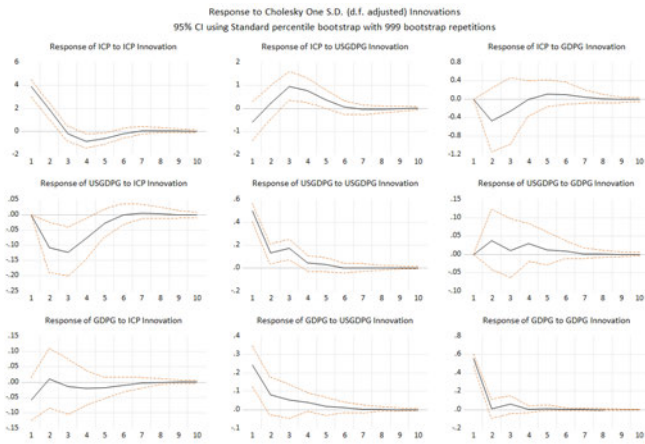 Response to Cholesky One S.D. (d.f. adjusted) Innovations
95% CI using Standard percentile bootstrap with 999 bootstrap repetitions
Response of ICP to ICP Innovation
Response of ICP to USGDPG Innovation
Response of ICP to GDPG Innovation
6
4
2
0
-2
1 2 3 4 5 6 7 8 9 10
3
2
1
0
-1
-2
1 2 3 4 5 6 7 8 9 10
0.8
0.4
0.0
-0.4
-0.8
-1.2
1 2 3 4 5 6 7 8 9 10
Response of USGDPG to ICP Innovation
Response of USGDPG to USGDPG Innovation
Response of USGDPG to GDPG Innovation
.05
.00
-.05
-.10
-.15
-.20
-.25
1 2 3 4 5 6 7 8 9 10
.6
.4
.2
.0
-.2
1 2 3 4 5 6 7 8 9 10
.15
.10
.05
.00
-.05
-.10
1 2 3 4 5 6 7 8 9 10
Response of GDPG to ICP Innovation
Response of GDPG to USGDPG Innovation
Response of GDPG to GDPG Innovation
.15
.10
.05
.00
-.05
-.10
-.15
1 2 3 4 5 6 7 8 9 10
.4
.3
.2
.1
.0
-.1
1 2 3 4 5 6 7 8 9 10
.8
.6
.4
.2
.0
-.2
1 2 3 4 5 6 7 8 9 10